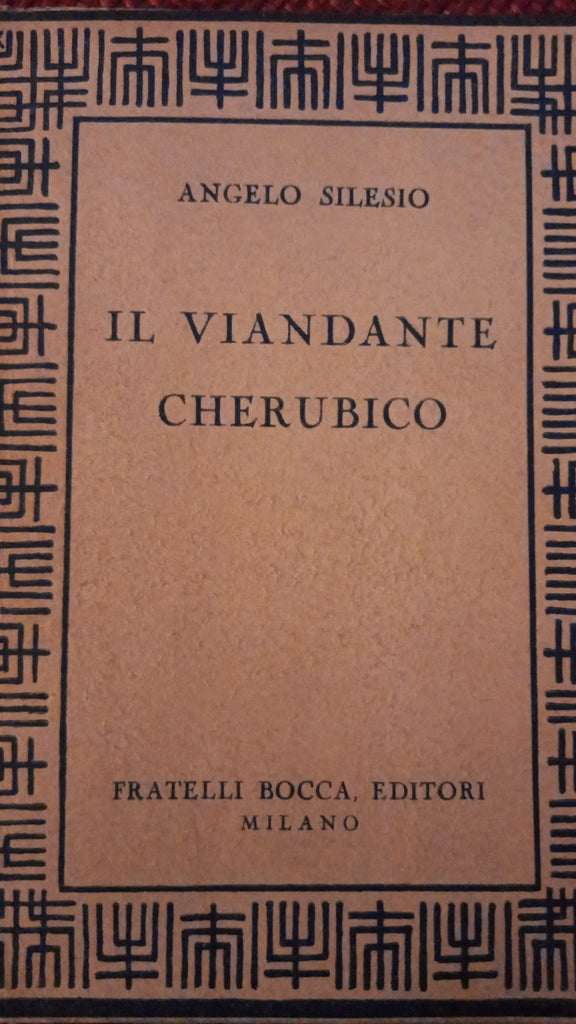 ANGELO SILESIO
IL VIANDANTE
CHERUBICO
FRATELLI BOCCA, EDITORI
MILANO